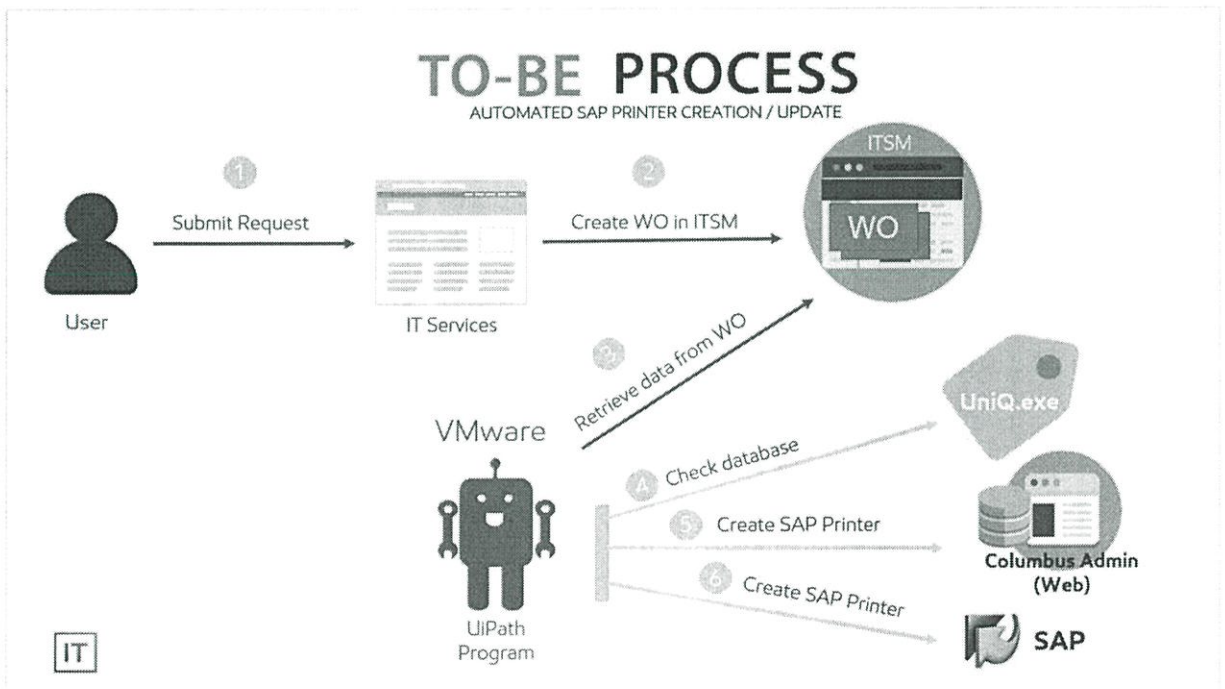 TO-BE PROCESS
AUTOMATED SAP PRINTER CREATION / UPDATE
ITSM
WO
1
Submit Request
2
Create WO in ITSM
User
IT Services
3
Retrieve data from WO
UniQ.exe
VMware
4
Check database
5
Create SAP Printer
Columbus Admin
(Web)
6
Create SAP Printer
SAP
UiPath
Program
IT